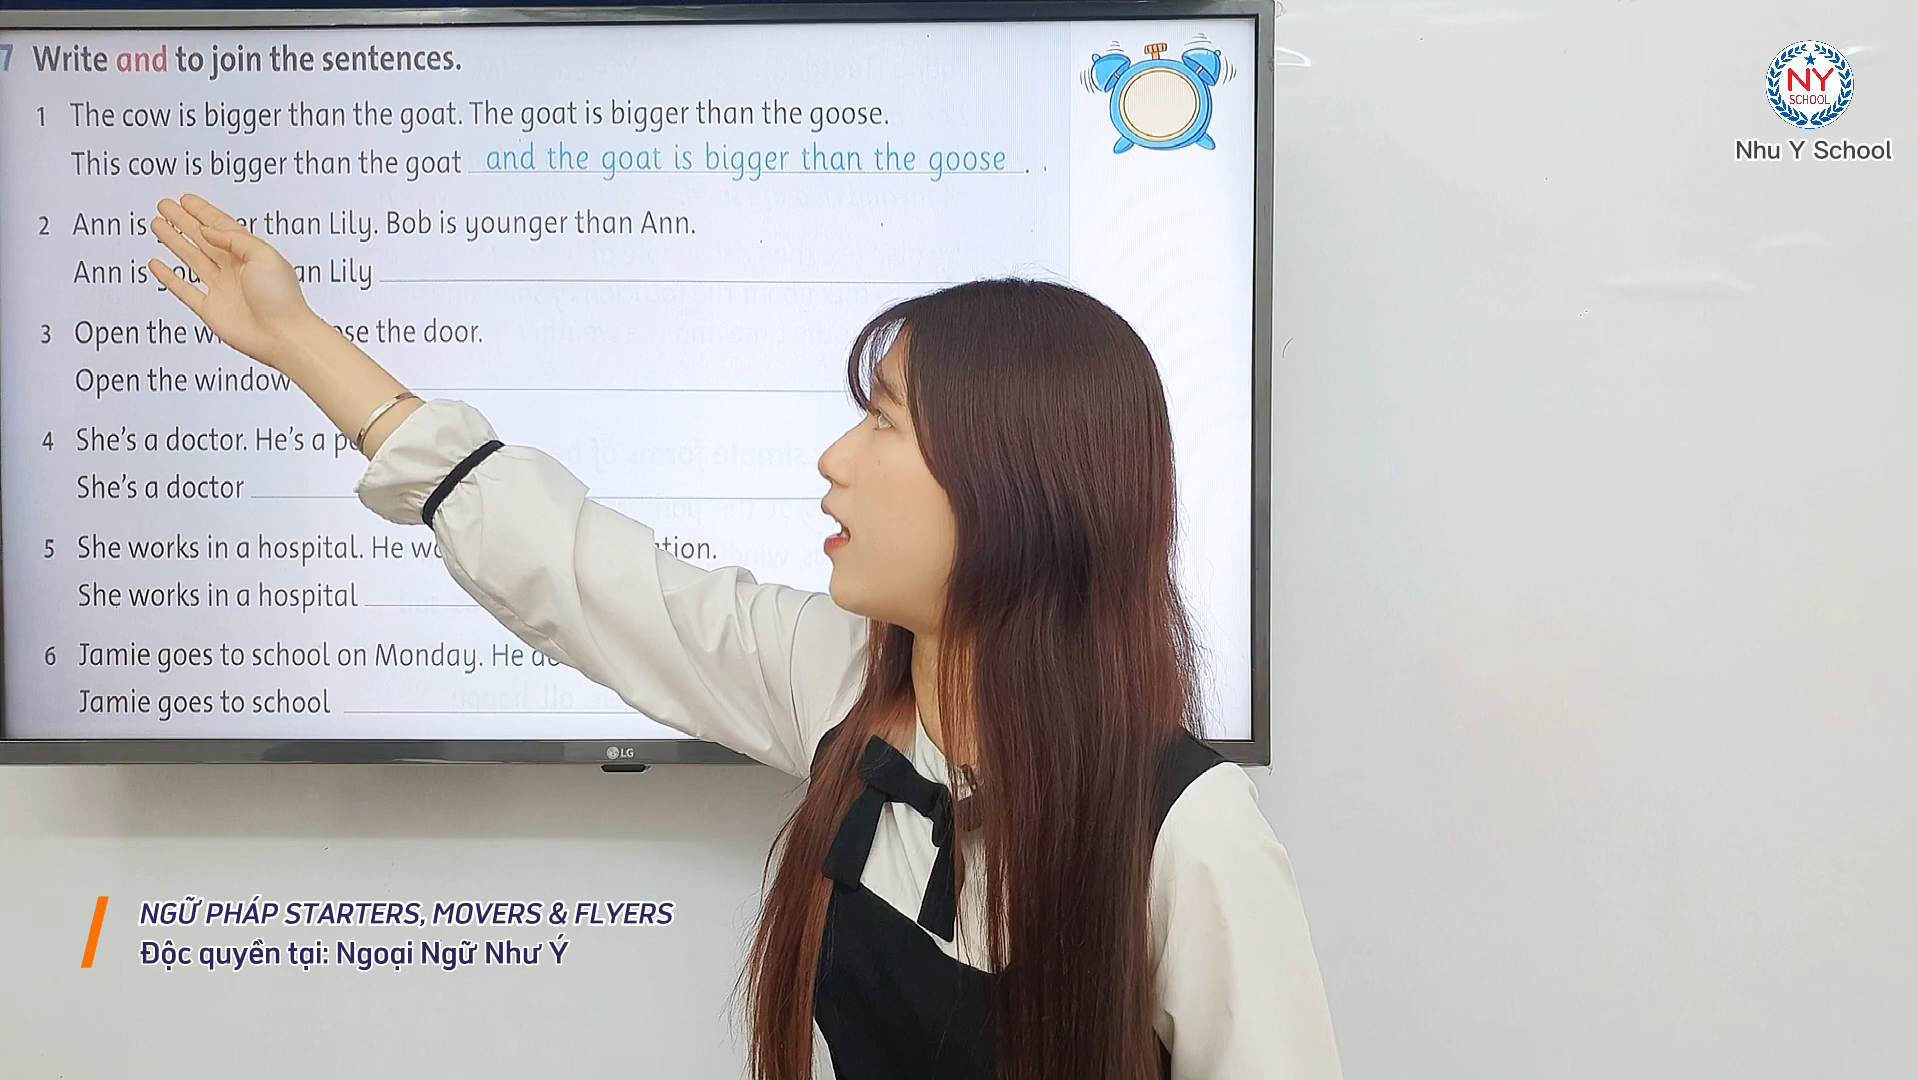 7 Write and to join the sentences.
1 The cow is bigger than the goat. The goat is bigger than the goose.
This cow is bigger than the goat and the goat is bigger than the goose.
2 Ann is than Lily. Bob is younger than Ann.
Ann is Lily
3 Open the the door.
Open the window
4 She's a doctor. He's a
She's a doctor
5 She works in a hospital. He
She works in a hospital
6 Jamie goes to school on Monday. He
Jamie goes to school
LG
NY
SCHOOL
Nhu Y School
NGỮ PHÁP STARTERS, MOVERS & FLYERS
Độc quyền tại: Ngoại Ngữ Như Ý